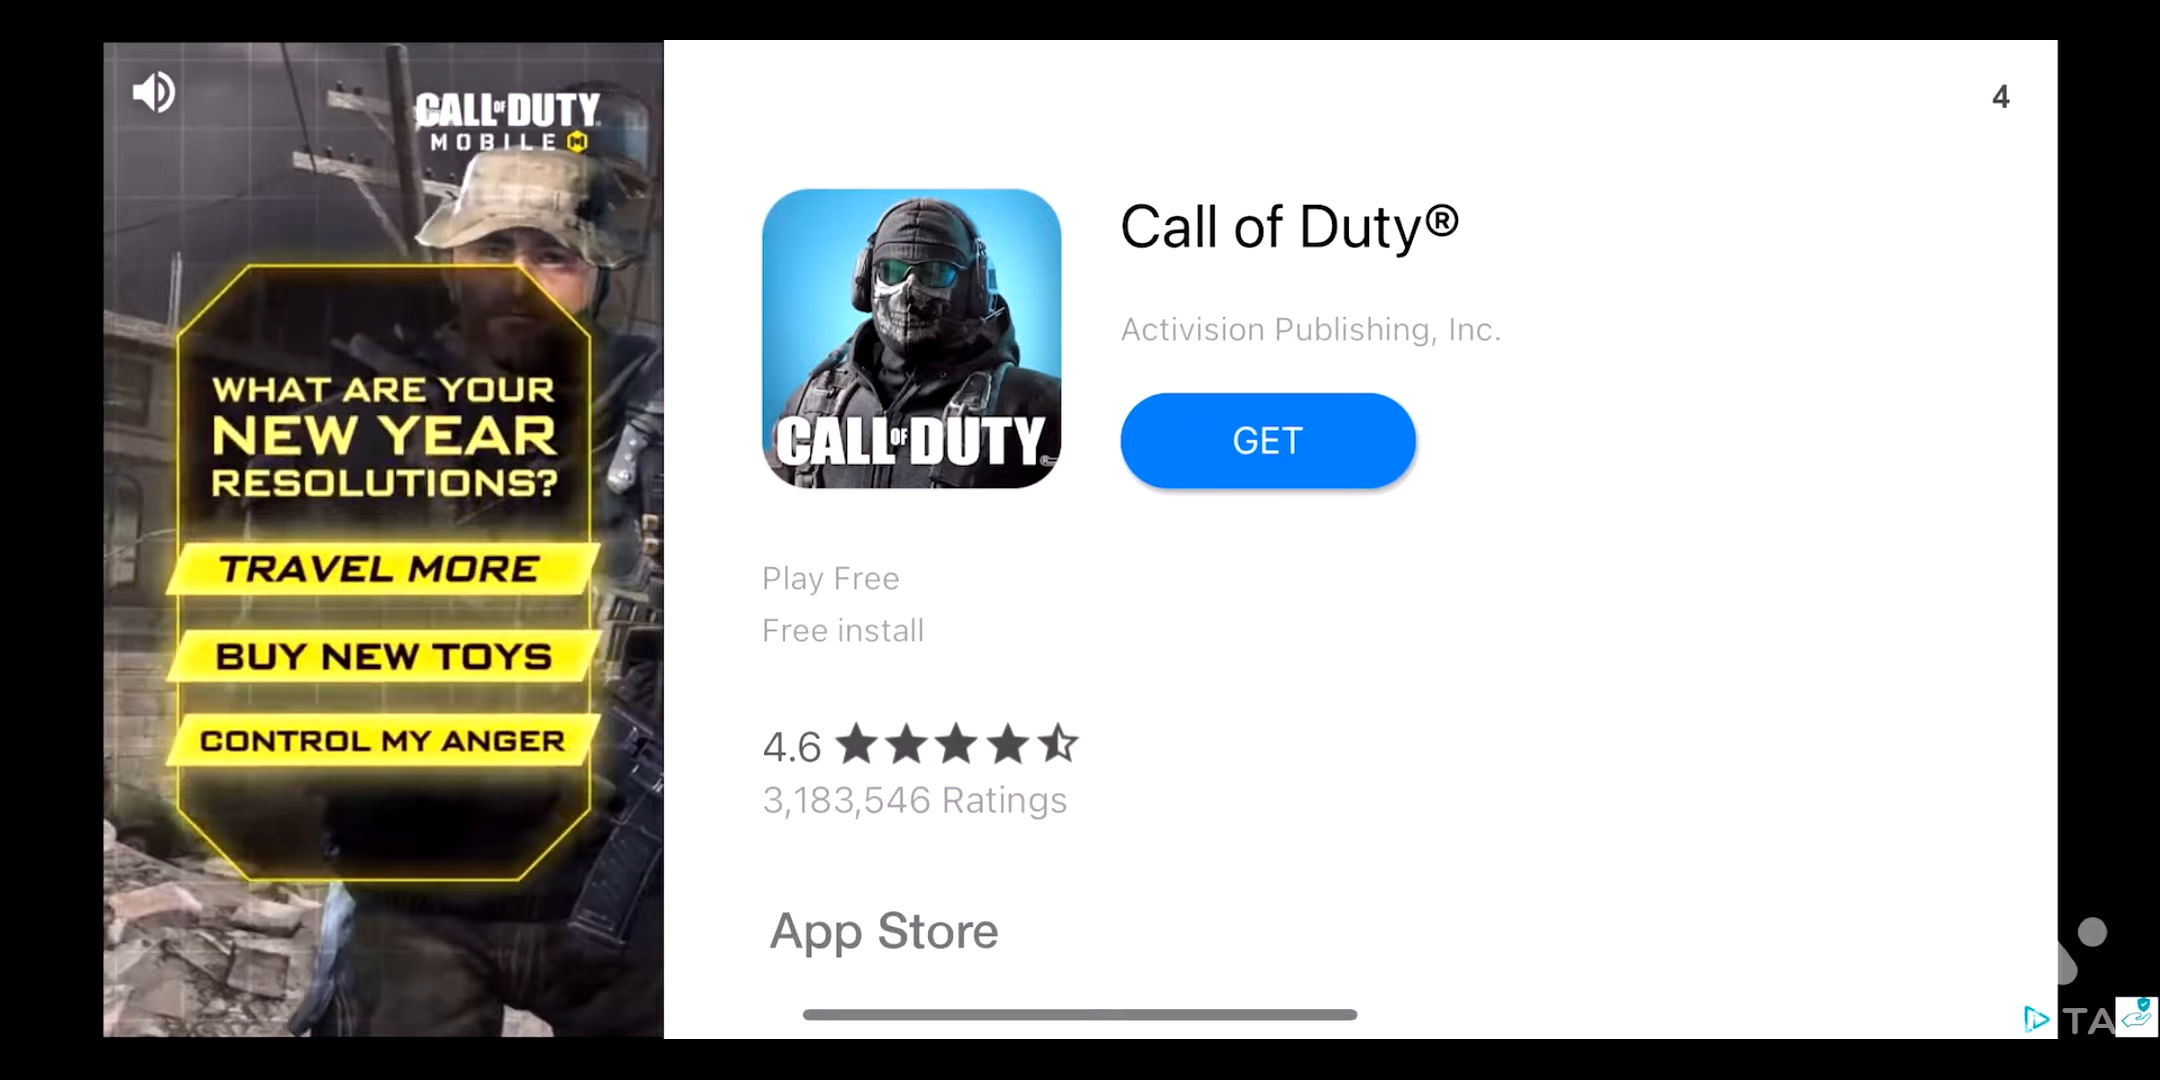 CALL OF DUTY
MOBILE
WHAT ARE YOUR
NEW YEAR
RESOLUTIONS?
TRAVEL MORE
BUY NEW TOYS
CONTROL MY ANGER
4
CALL OF DUTY
Call of Duty®
Activision Publishing, Inc.
GET
Play Free
Free install
4.6
3,183,546 Ratings
App Store
TA